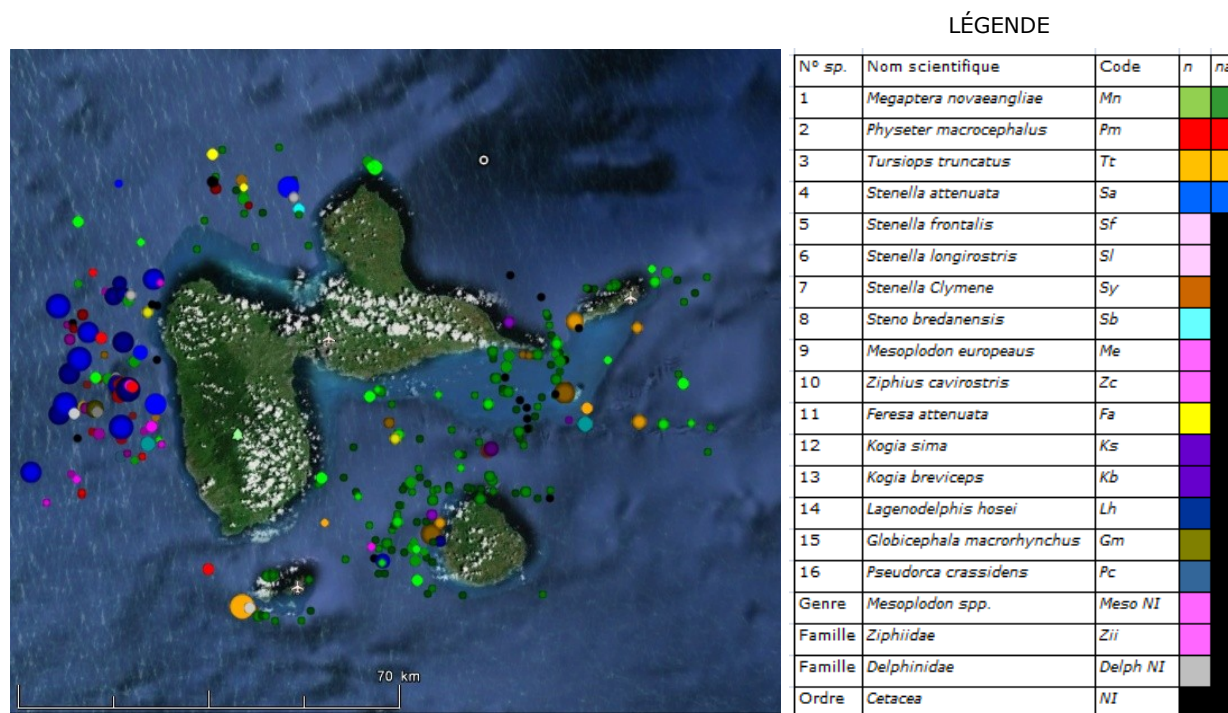 LÉGENDE
N° sp. Nom scientifique Code n na
1 Megaptera novaeangliae Mn
2 Physeter macrocephalus Pm
3 Tursiops truncatus Tt
4 Stenella attenuata Sa
5 Stenella frontalis Sf
6 Stenella longirostris Sl
7 Stenella Clymene Sy
8 Steno bredanensis Sb
9 Mesoplodon europeaus Me
10 Ziphius cavirostris Zc
11 Feresa attenuata Fa
12 Kogia sima Ks
13 Kogia breviceps Kb
14 Lagenodelphis hosei Lh
15 Globicephala macrorhynchus Gm
16 Pseudorca crassidens Pc
Genre Mesoplodon spp. Meso NI
Famille Ziphiidae Zii
Famille Delphinidae Delph NI
Ordre Cetacea NI
70 km